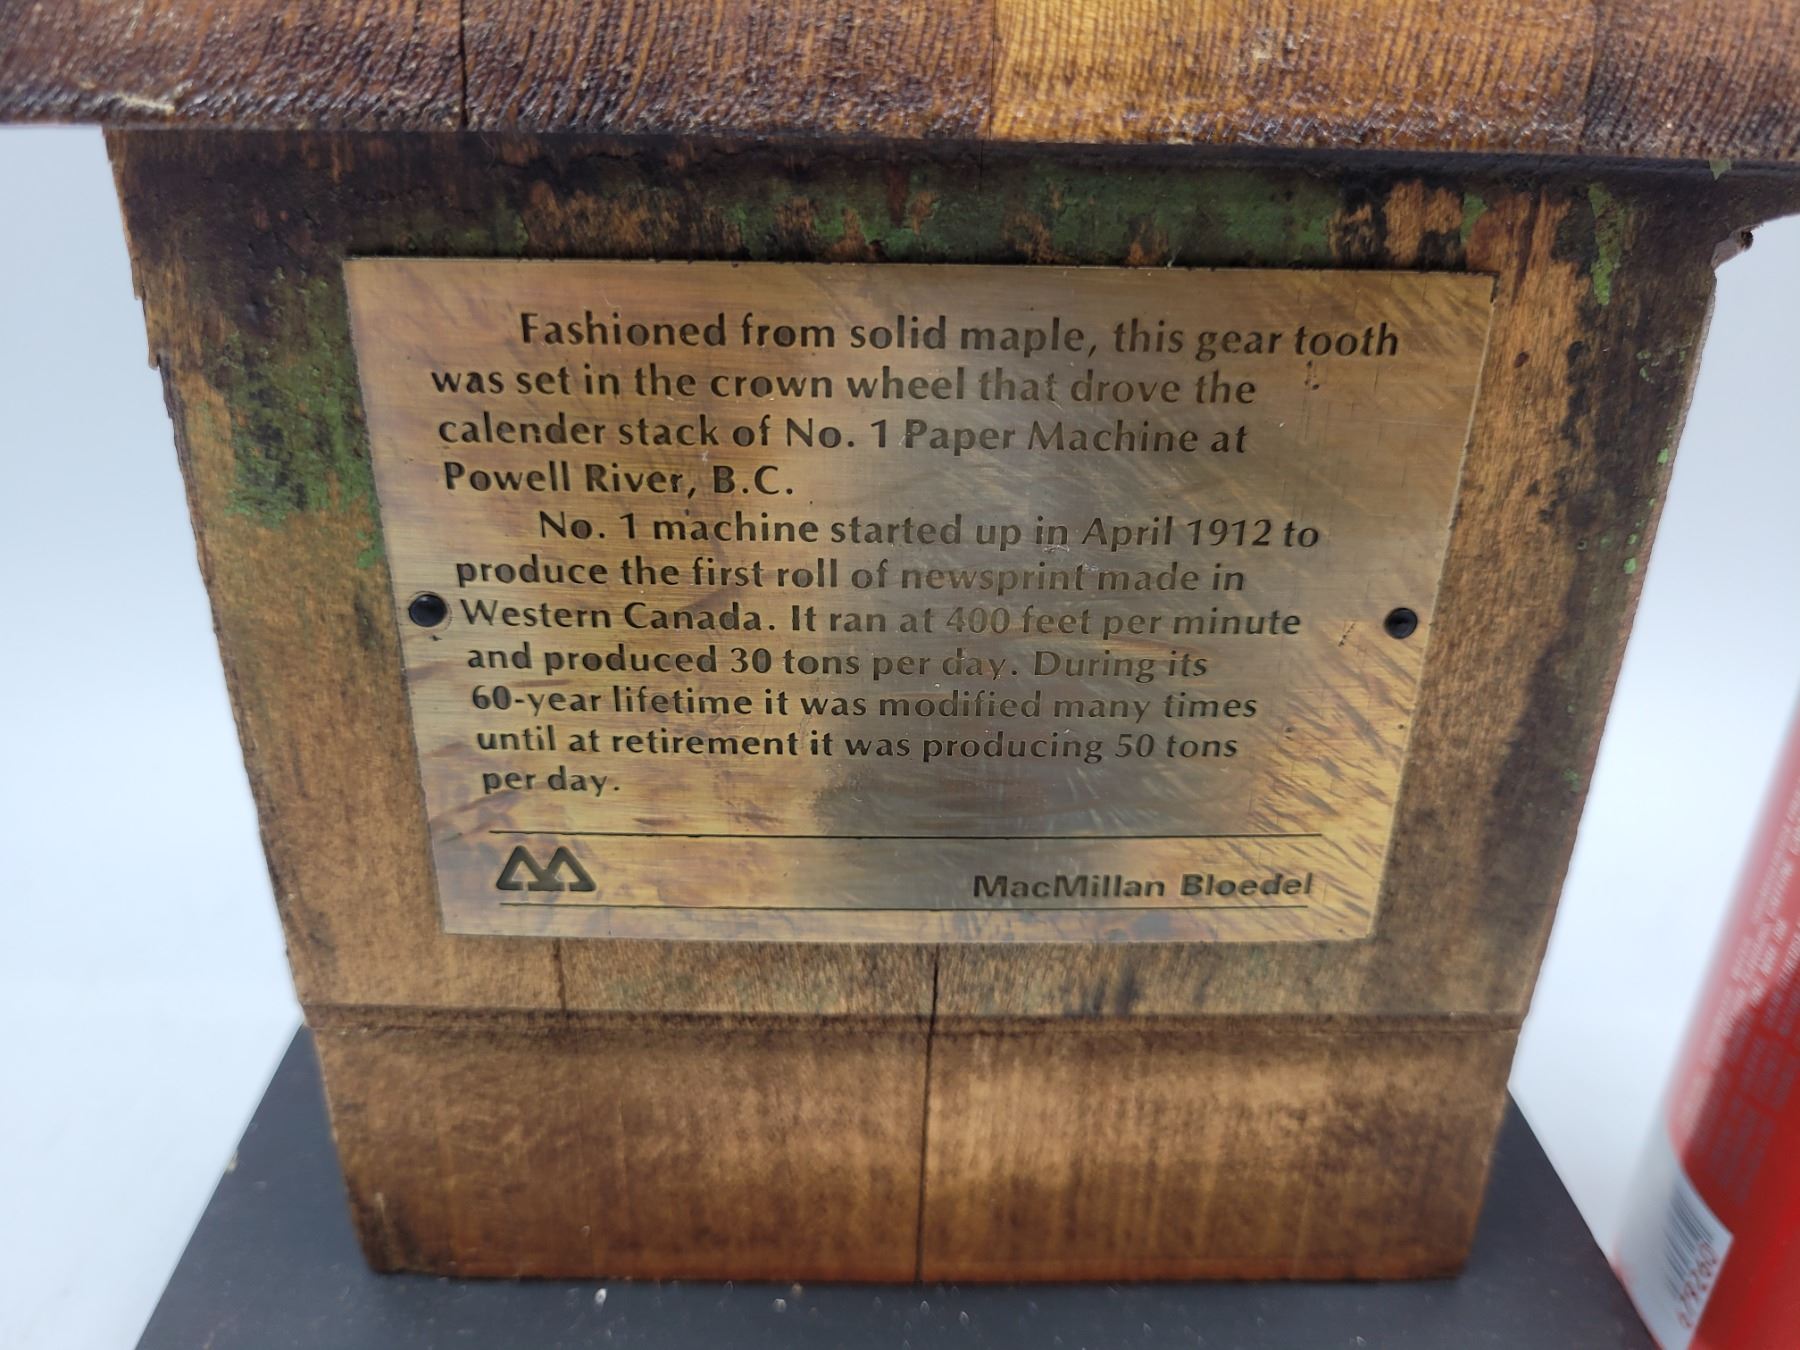 Fashioned from solid maple, this gear tooth
was set in the crown wheel that drove the
calender stack of No. 1 Paper Machine at
Powell River, B.C.
No. 1 machine started up in April 1912 to
produce the first roll of newsprint made in
Western Canada. It ran at 400 feet per minute
and produced 30 tons per day. During its
60-year lifetime it was modified many times
until at retirement it was producing 50 tons
per day.
MacMillan Bloedel